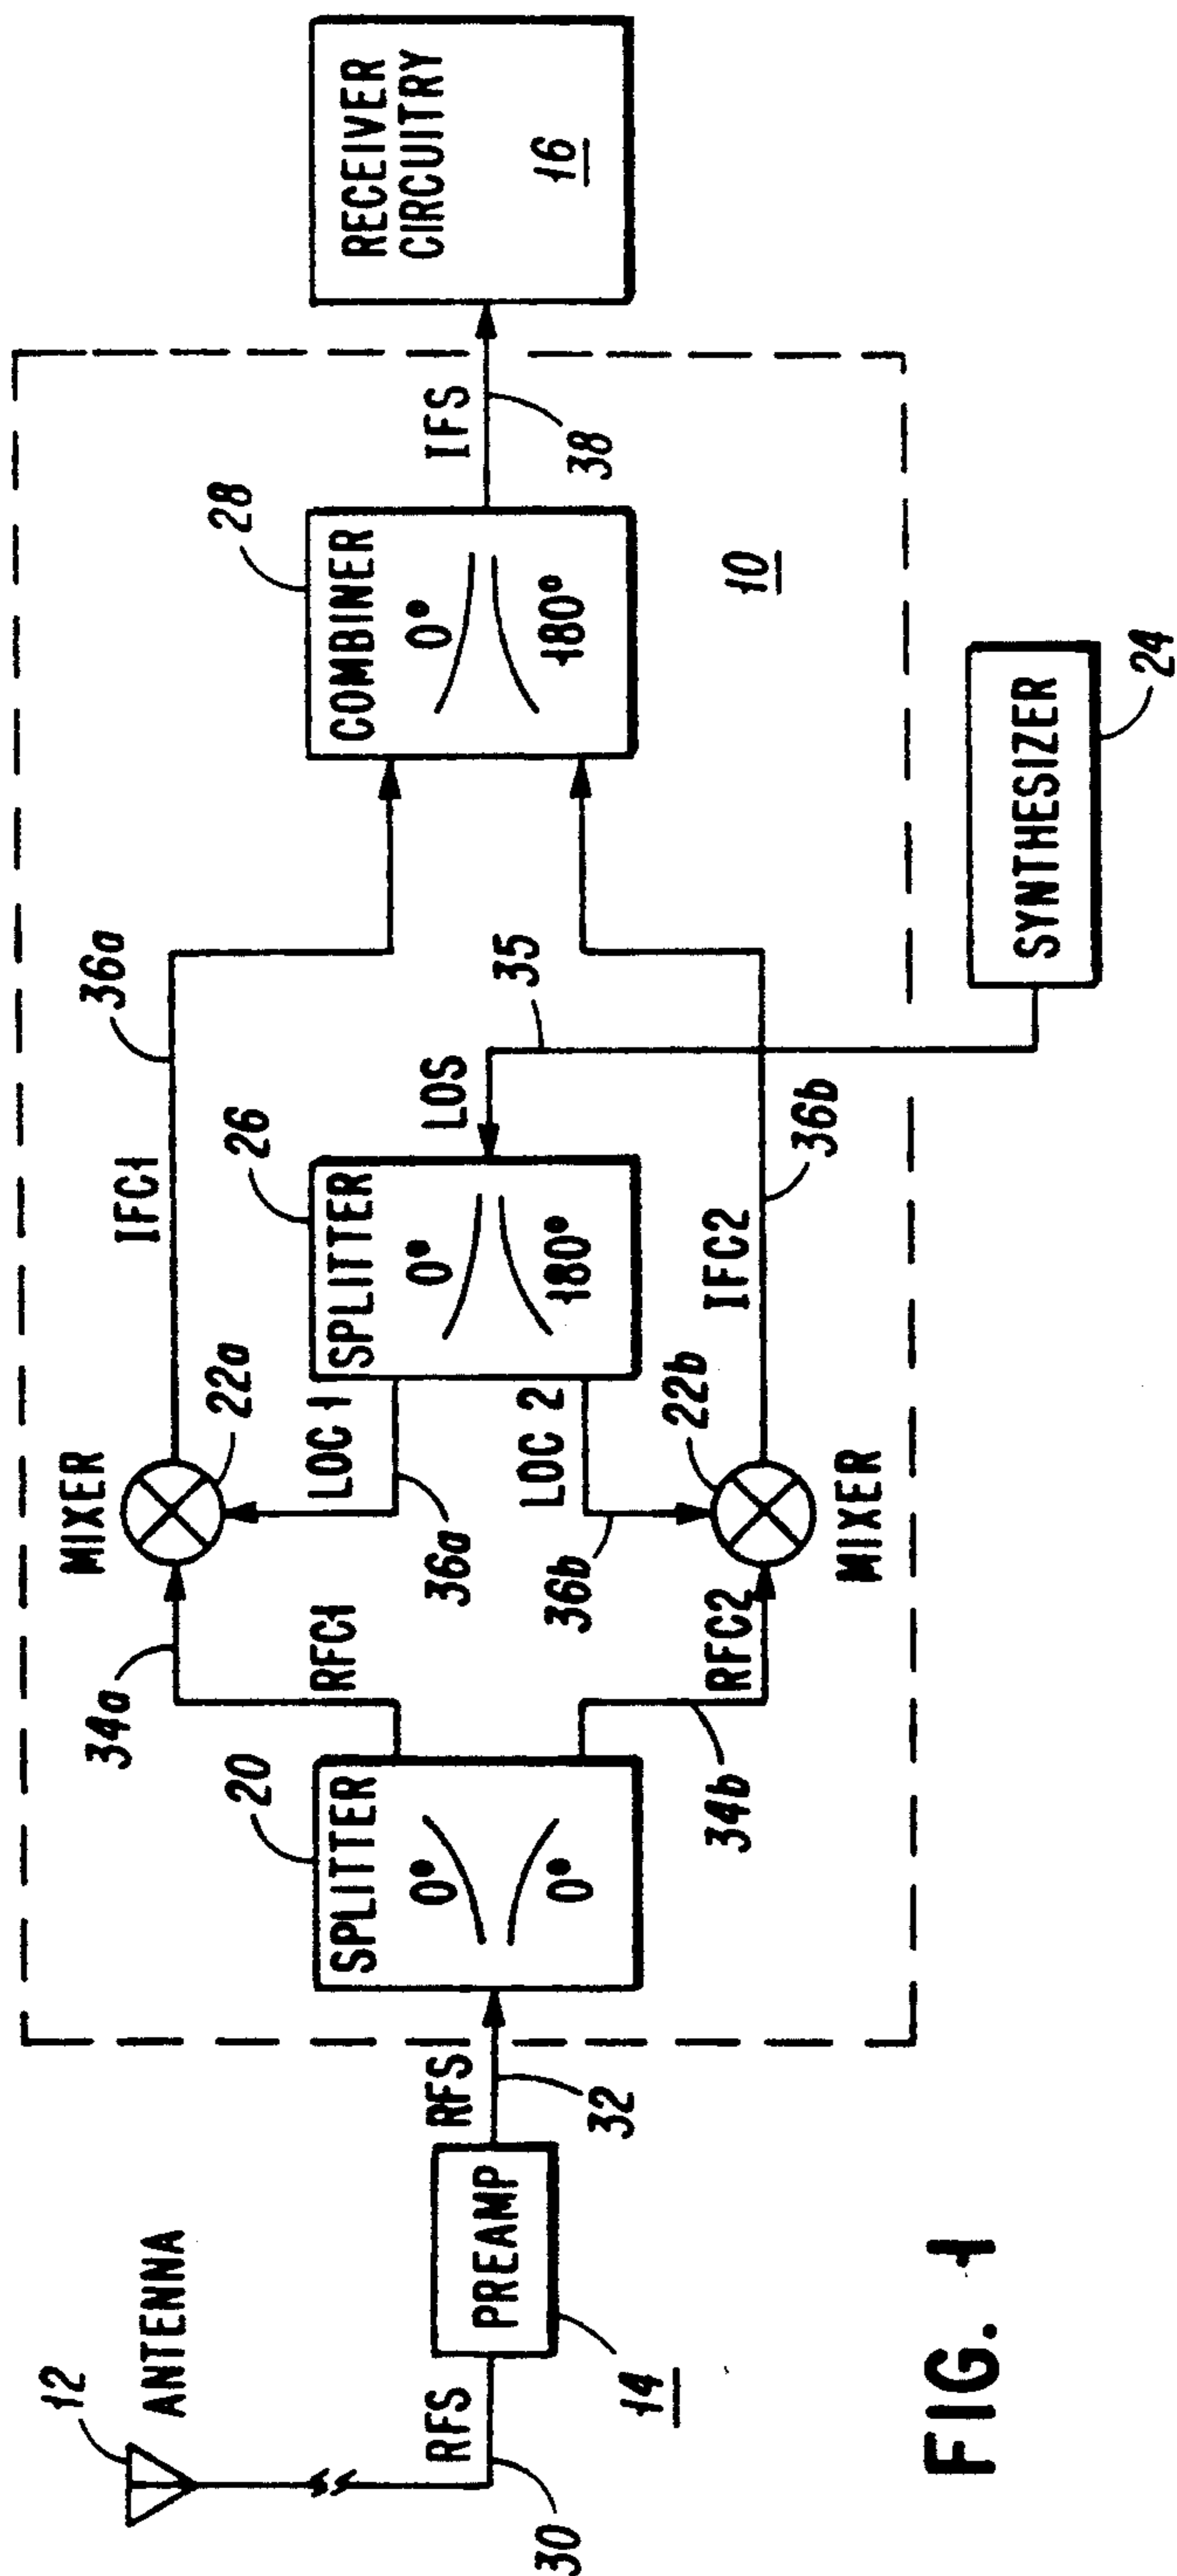 12
ANTENNA
RFS
30
PREAMP
14
RFS
32
SPLITTER
20
0°
0°
34a
RFC1
34b
RFC2
MIXER
22a
LOC 1
36a
LOC 2
36b
22b
MIXER
SPLITTER
26
0°
180°
LOS
35
IFC1
36a
IFC2
36b
COMBINER
28
0°
180°
10
IFS
38
RECEIVER
CIRCUITRY
16
SYNTHESIZER
24
FIG. 1